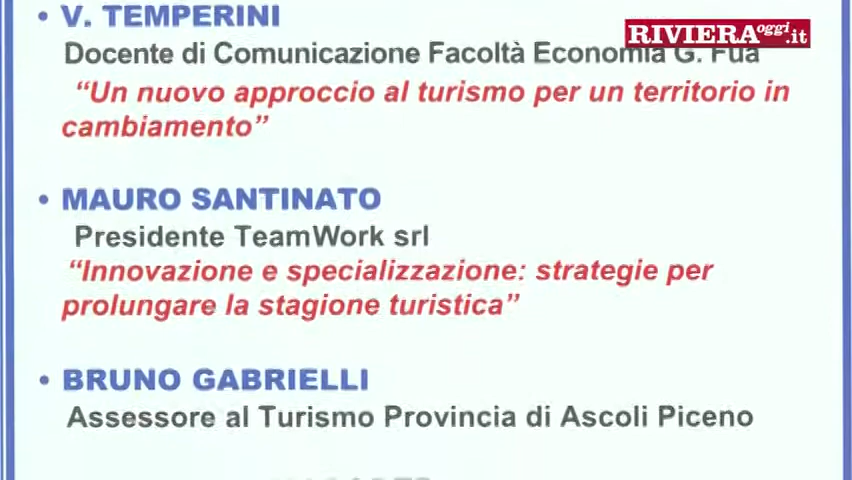 • V. TEMPERINI
RIVIERAoggi.it
Docente di Comunicazione Facoltà Economia G. Fuà
“Un nuovo approccio al turismo per un territorio in
cambiamento”
• MAURO SANTINATO
Presidente TeamWork srl
“Innovazione e specializzazione: strategie per
prolungare la stagione turistica”
• BRUNO GABRIELLI
Assessore al Turismo Provincia di Ascoli Piceno